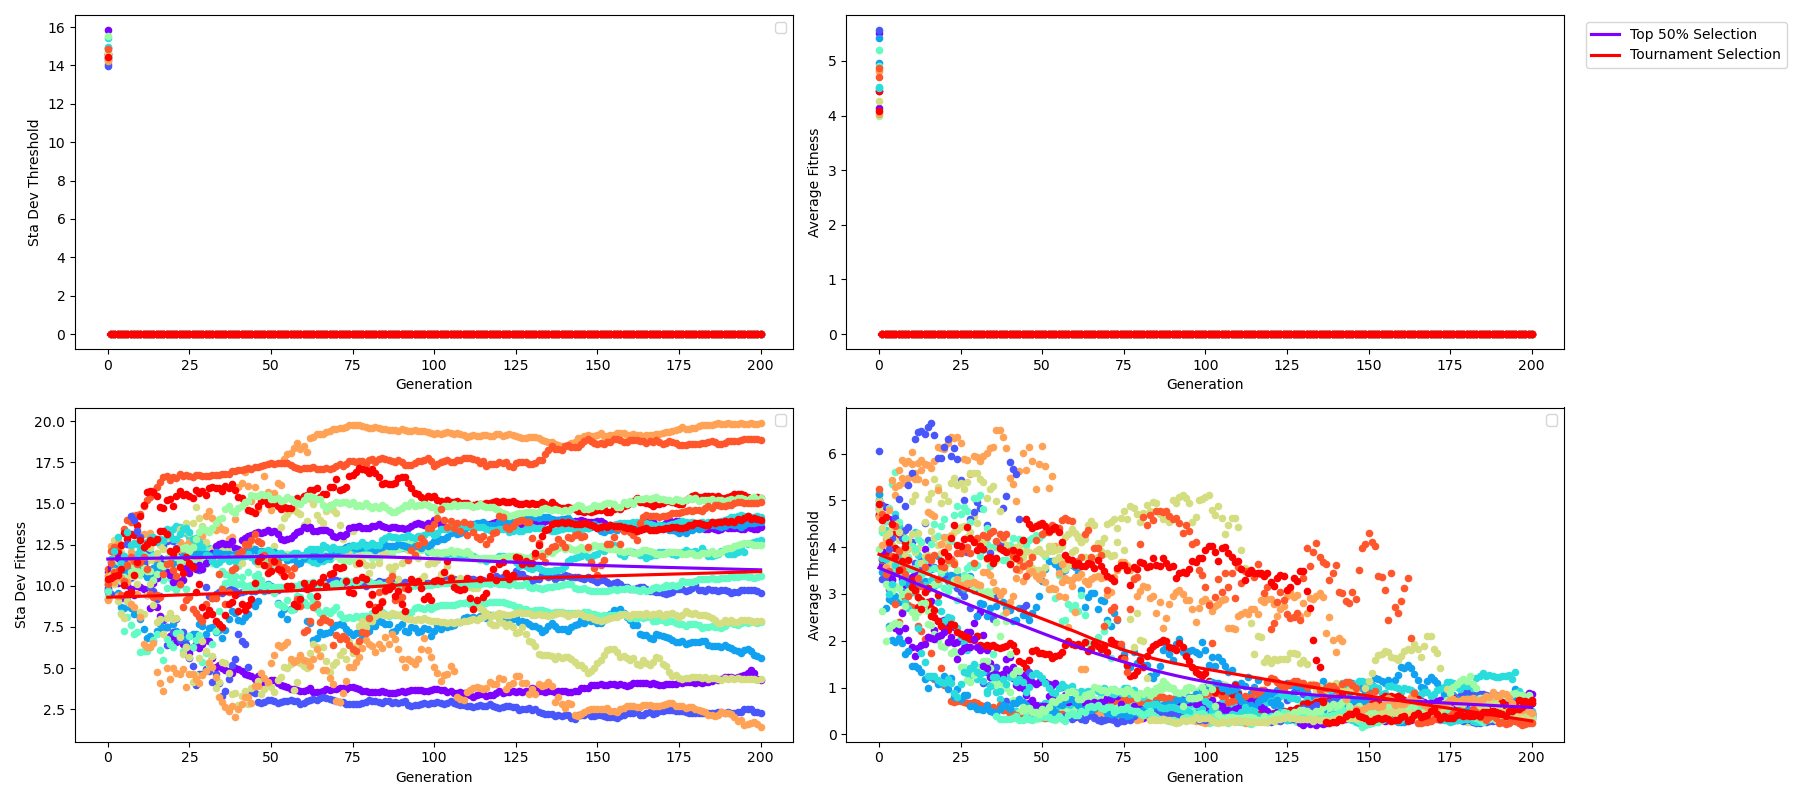 16
14
12
10
8
6
4
2
0
Sta Dev Threshold
0 25 50 75 100 125 150 175 200
Generation
5
4
3
2
1
0
Average Fitness
0 25 50 75 100 125 150 175 200
Generation
Top 50% Selection
Tournament Selection
20.0
17.5
15.0
12.5
10.0
7.5
5.0
2.5
Sta Dev Fitness
0 25 50 75 100 125 150 175 200
Generation
6
5
4
3
2
1
0
Average Threshold
0 25 50 75 100 125 150 175 200
Generation